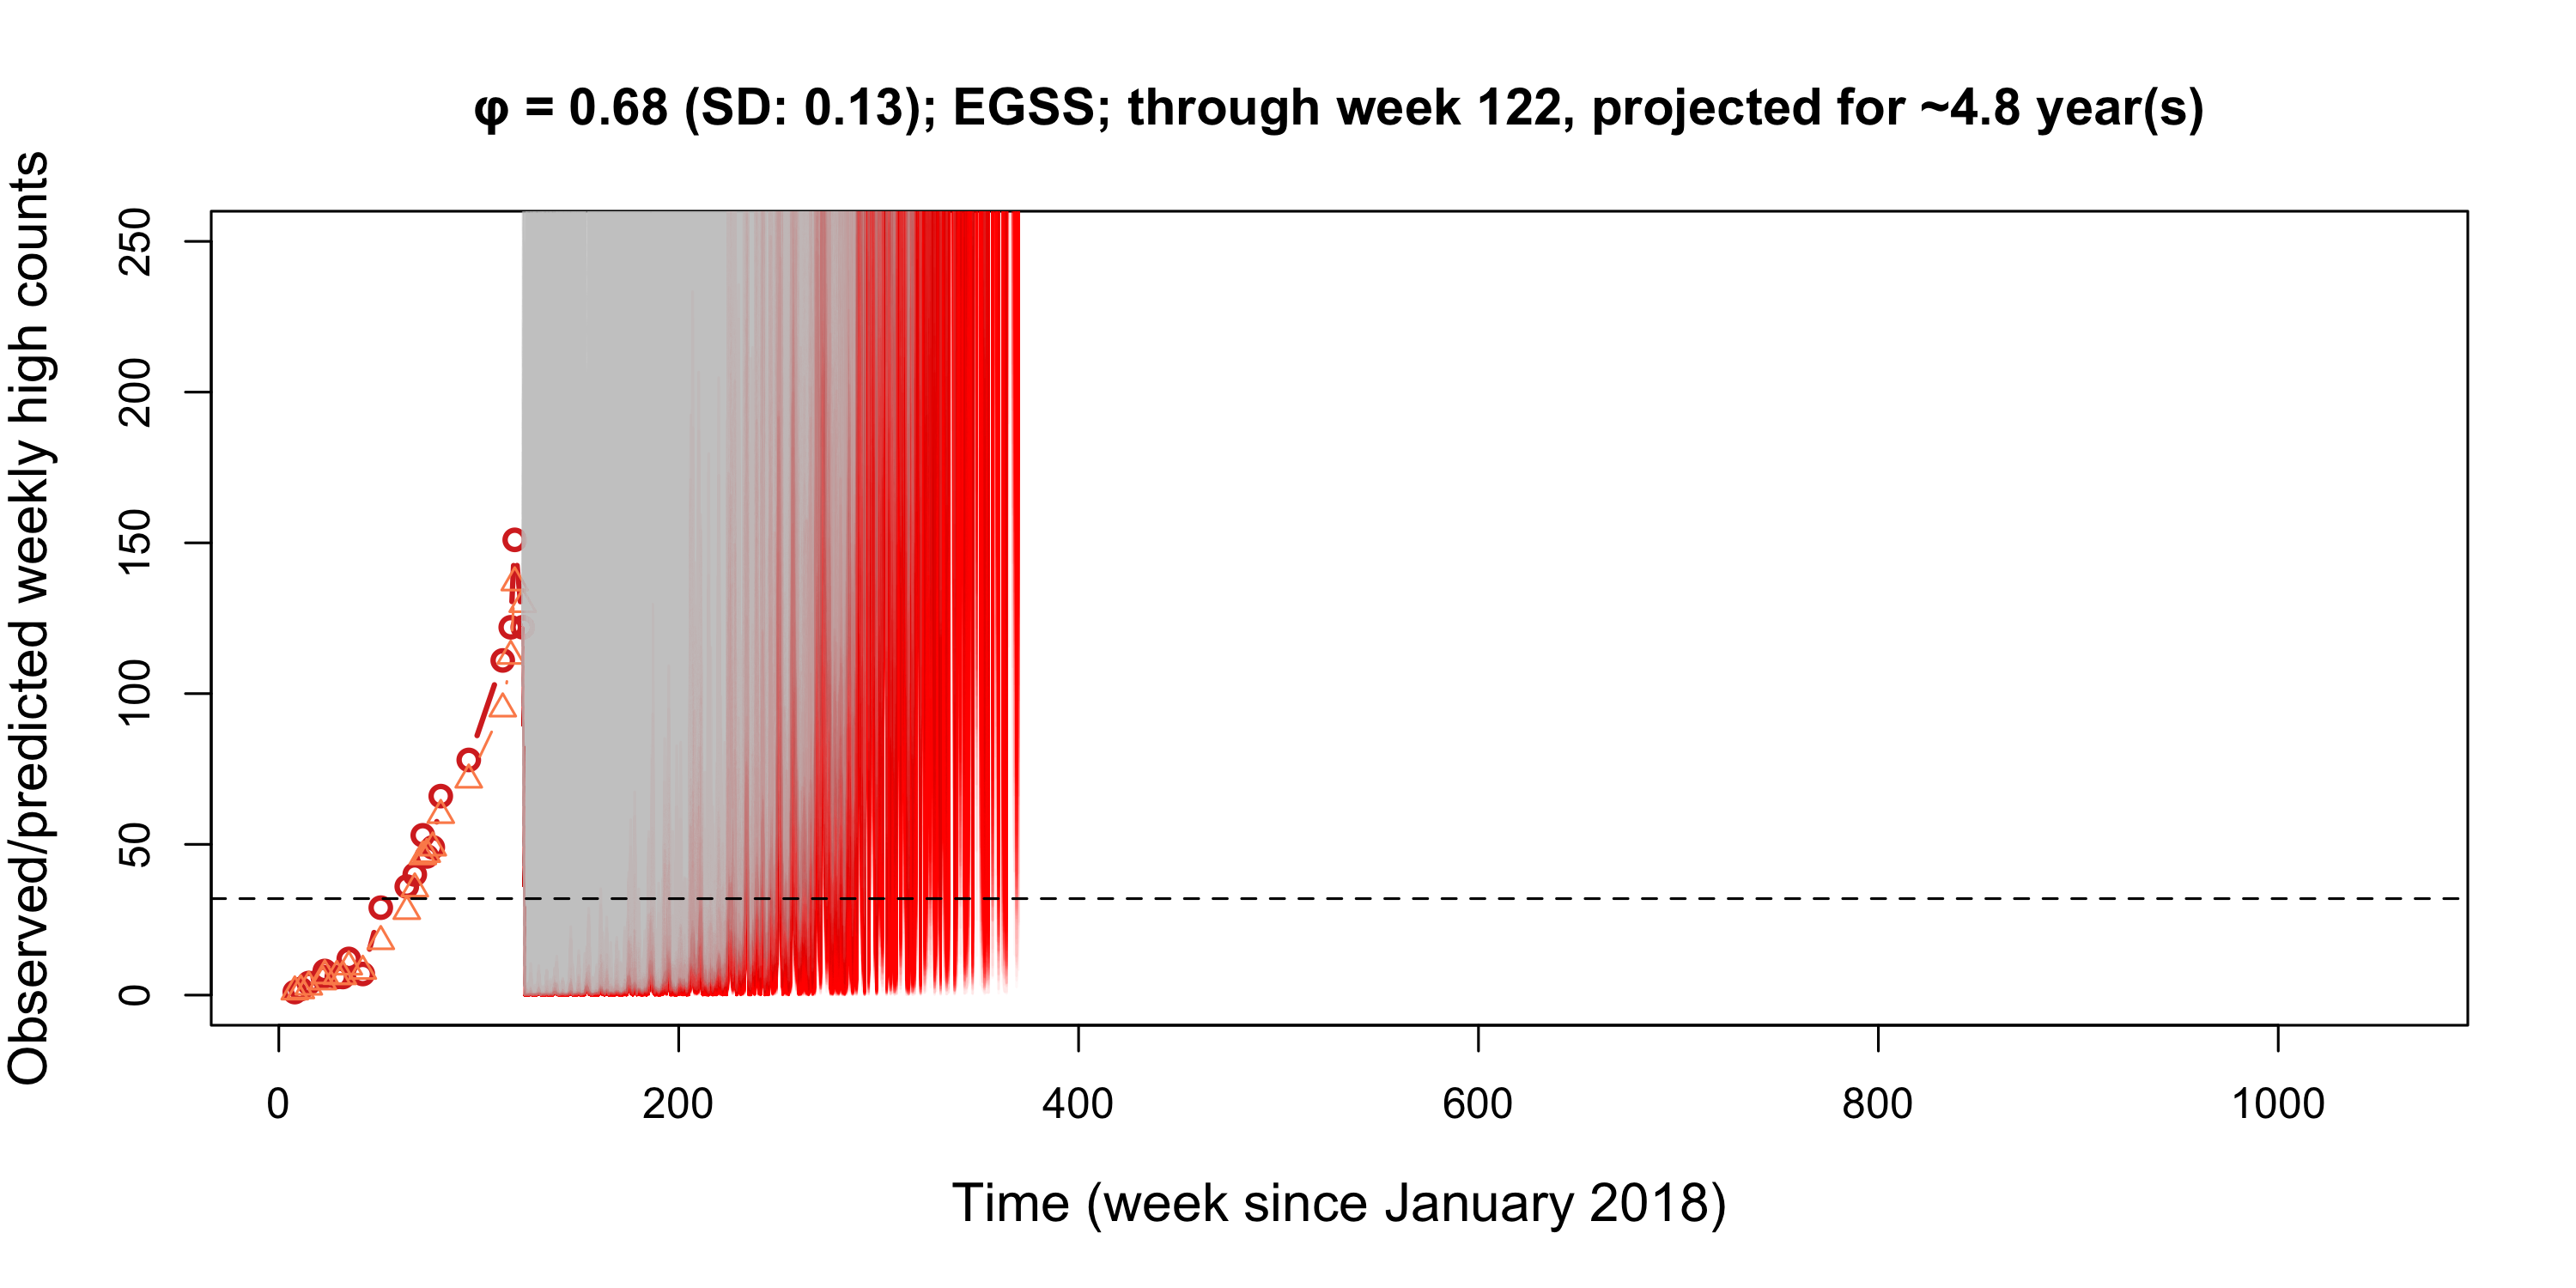 φ = 0.68 (SD: 0.13); EGSS; through week 122, projected for ~4.8 year(s)
Observed/predicted weekly high counts
250
200
150
100
50
0
0 200 400 600 800 1000
Time (week since January 2018)